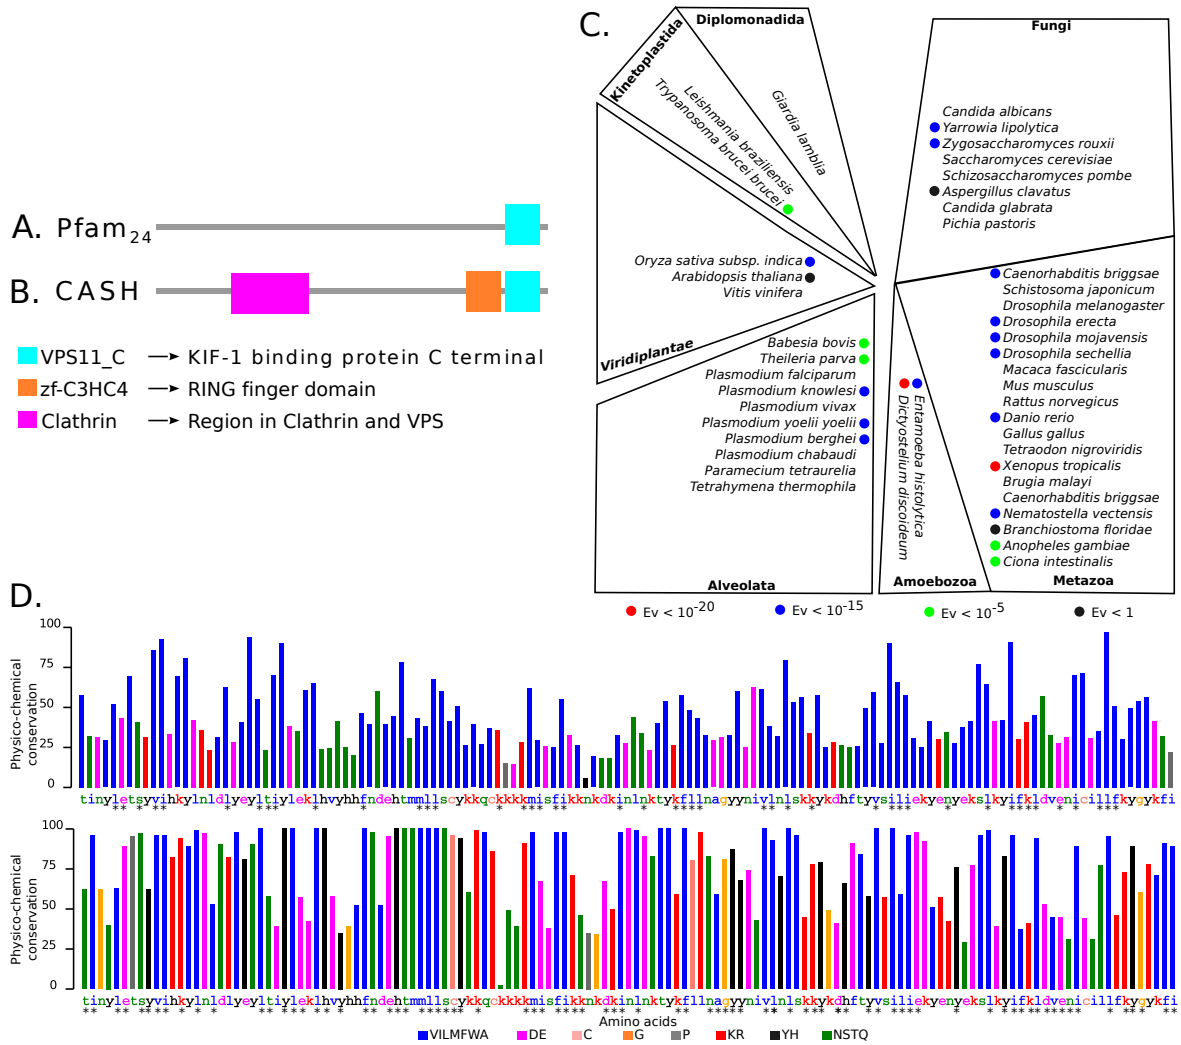 C.
Kinetoplastida
Diplomonadida
Fungi
Leishmania braziliensis
Trypanosoma brucei brucei
Giardia lamblia
Candida albicans
Yarrowia lipolytica
Zygosaccharomyces rouxii
Saccharomyces cerevisiae
Schizosaccharomyces pombe
Aspergillus clavatus
Candida glabrata
Pichia pastoris
A. Pfam24
B. CASH
VPS11_C KIF-1 binding protein C terminal
zf-C3HC4 RING finger domain
Clathrin Region in Clathrin and VPS
Oryza sativa subsp. indica
Arabidopsis thaliana
Vitis vinifera
Viridiplantae
Babesia bovis
Theileria parva
Plasmodium falciparum
Plasmodium knowlesi
Plasmodium vivax
Plasmodium yoelii yoelii
Plasmodium berghei
Plasmodium chabaudi
Paramecium tetraurelia
Tetrahymena thermophila
Alveolata
Entamoeba histolytica
Dictyostelium discoideum
Amoebozoa
Caenorhabditis briggsae
Schistosoma japonicum
Drosophila melanogaster
Drosophila erecta
Drosophila mojavensis
Drosophila sechellia
Macaca fascicularis
Mus musculus
Rattus norvegicus
Danio rerio
Gallus gallus
Tetraodon nigroviridis
Xenopus tropicalis
Brugia malayi
Caenorhabditis briggsae
Nematostella vectensis
Branchiostoma floridae
Anopheles gambiae
Ciona intestinalis
Metazoa
Ev < 10-20 Ev < 10-15 Ev < 10-5 Ev < 1
D.
Physico-chemical
conservation
100
75
50
25
0
Physico-chemical
conservation
100
75
50
25
0
Amino acids
VILMFWA DE C G P KR YH NSTQ